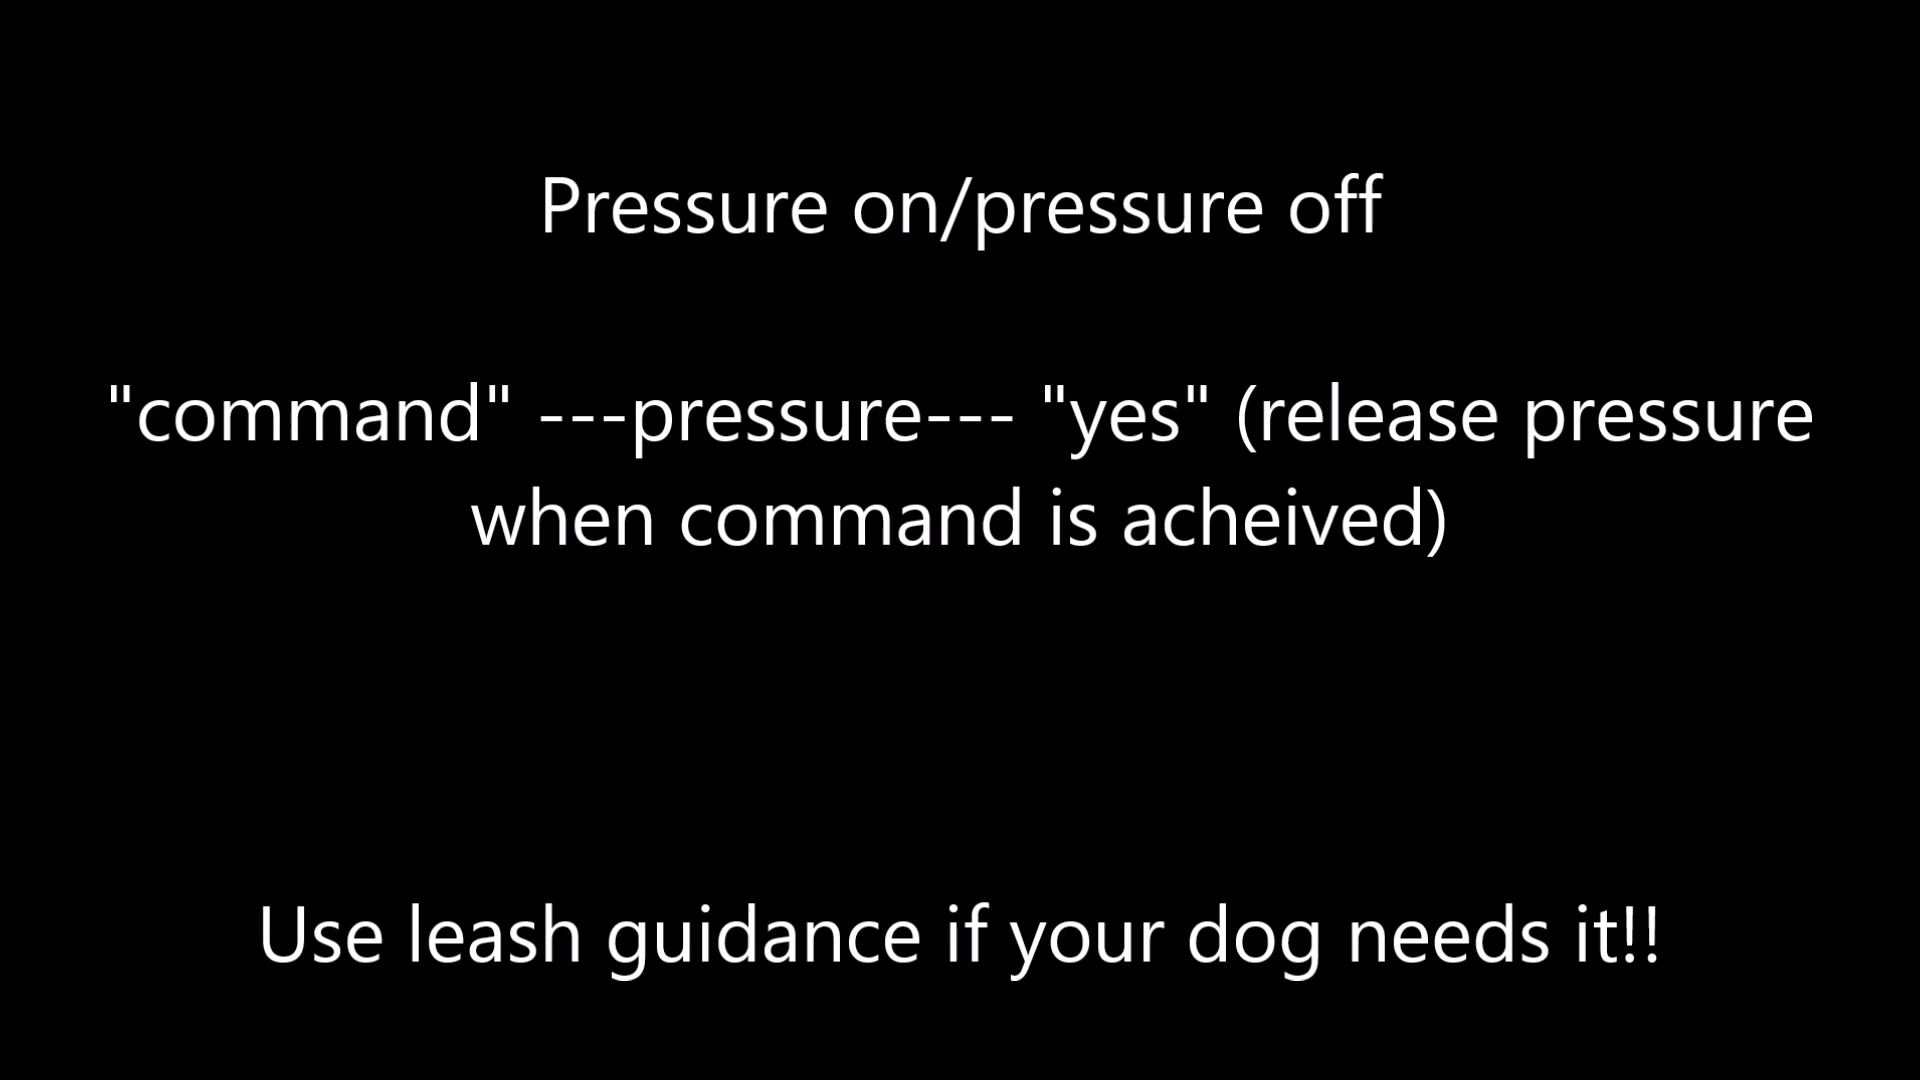 Pressure on/pressure off
"command" ---pressure--- "yes" (release pressure
when command is acheived)
Use leash guidance if your dog needs it!!